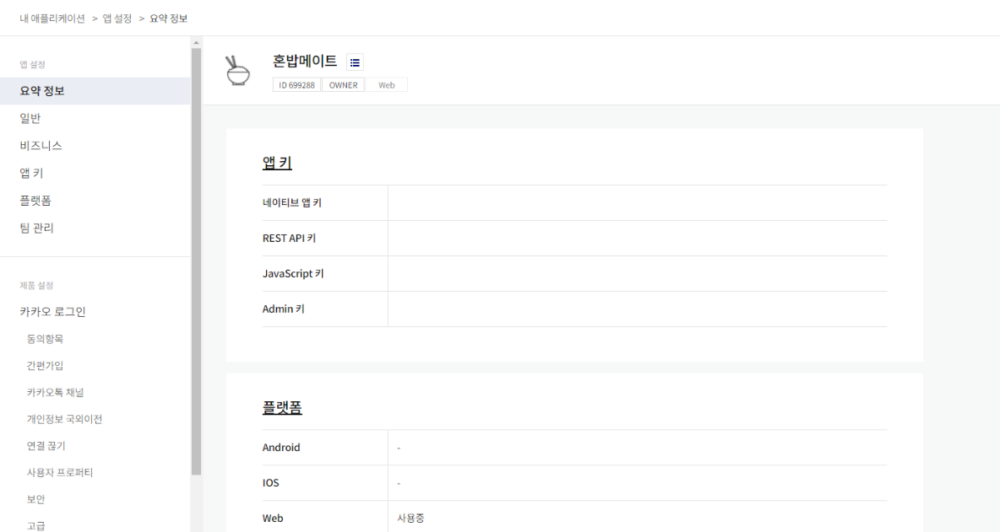 내 애플리케이션 > 앱 설정 > 요약 정보
앱 설정
요약 정보
일반
비즈니스
앱 키
플랫폼
팀 관리
제품 설정
카카오 로그인
동의항목
간편가입
카카오톡 채널
개인정보 국외이전
연결 끊기
사용자 프로퍼티
보안
고급
혼밥메이트
ID 699288 OWNER Web
앱 키
네이티브 앱 키
REST API 키
JavaScript 키
Admin 키
플랫폼
Android -
IOS -
Web 사용중